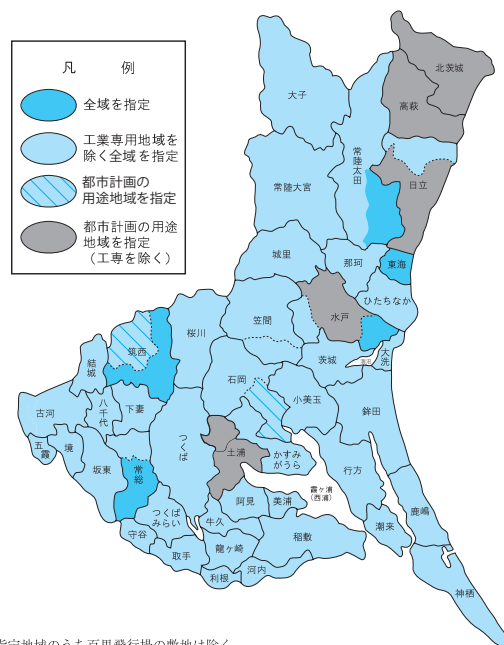 凡 例
全域を指定
工業専用地域を
除く全域を指定
都市計画の
用途地域を指定
都市計画の用途
地域を指定
(工専を除く)
北茨城
高萩
大子
常陸太田
日立
常陸大宮
城里
那珂
東海
ひたちなか
水戸
笠間
桜川
筑西
茨城
大洗
結城
石岡
小美玉
鉾田
古河
八千代
下妻
つくば
土浦
かすみ
がうら
五霞
境
坂東
常総
行方
霞ヶ浦
(西浦)
つくば
みらい
阿見
美浦
牛久
稲敷
潮来
鹿嶋
守谷
取手
龍ヶ崎
利根
河内
神栖